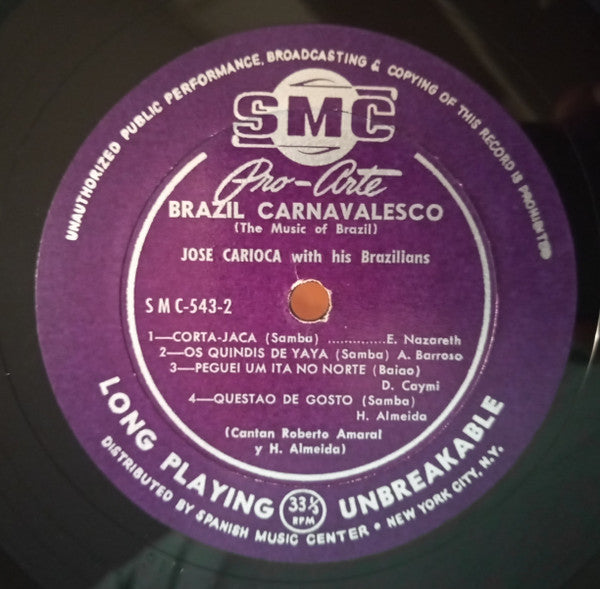 UNAUTHORIZED PUBLIC PERFORMANCE, BROADCASTING & COPYING OF THIS RECORD IS PROHIBITED
SMC
Pro-Arte
BRAZIL CARNAVALESCO
(The Music of Brazil)
JOSE CARIOCA with his Brazilians
SMC-543-2
1—CORTA-JACA (Samba) ..............E. Nazareth
2—OS QUINDIS DE YAYA (Samba) A. Barroso
3—PEGUEI UM ITA NO NORTE (Baiao)
D. Caymi
4—QUESTAO DE GOSTO (Samba)
H. Almeida
(Cantan Roberto Amaral
y H. Almeida)
LONG PLAYING 33⅓ RPM UNBREAKABLE
DISTRIBUTED BY SPANISH MUSIC CENTER • NEW YORK CITY, N.Y.